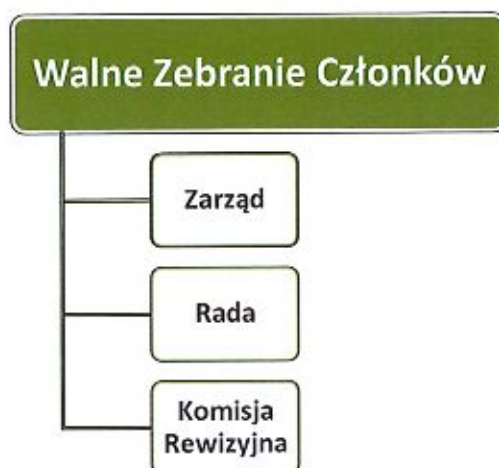 Walne Zebranie Członków
Zarząd
Rada
Komisja
Rewizyjna